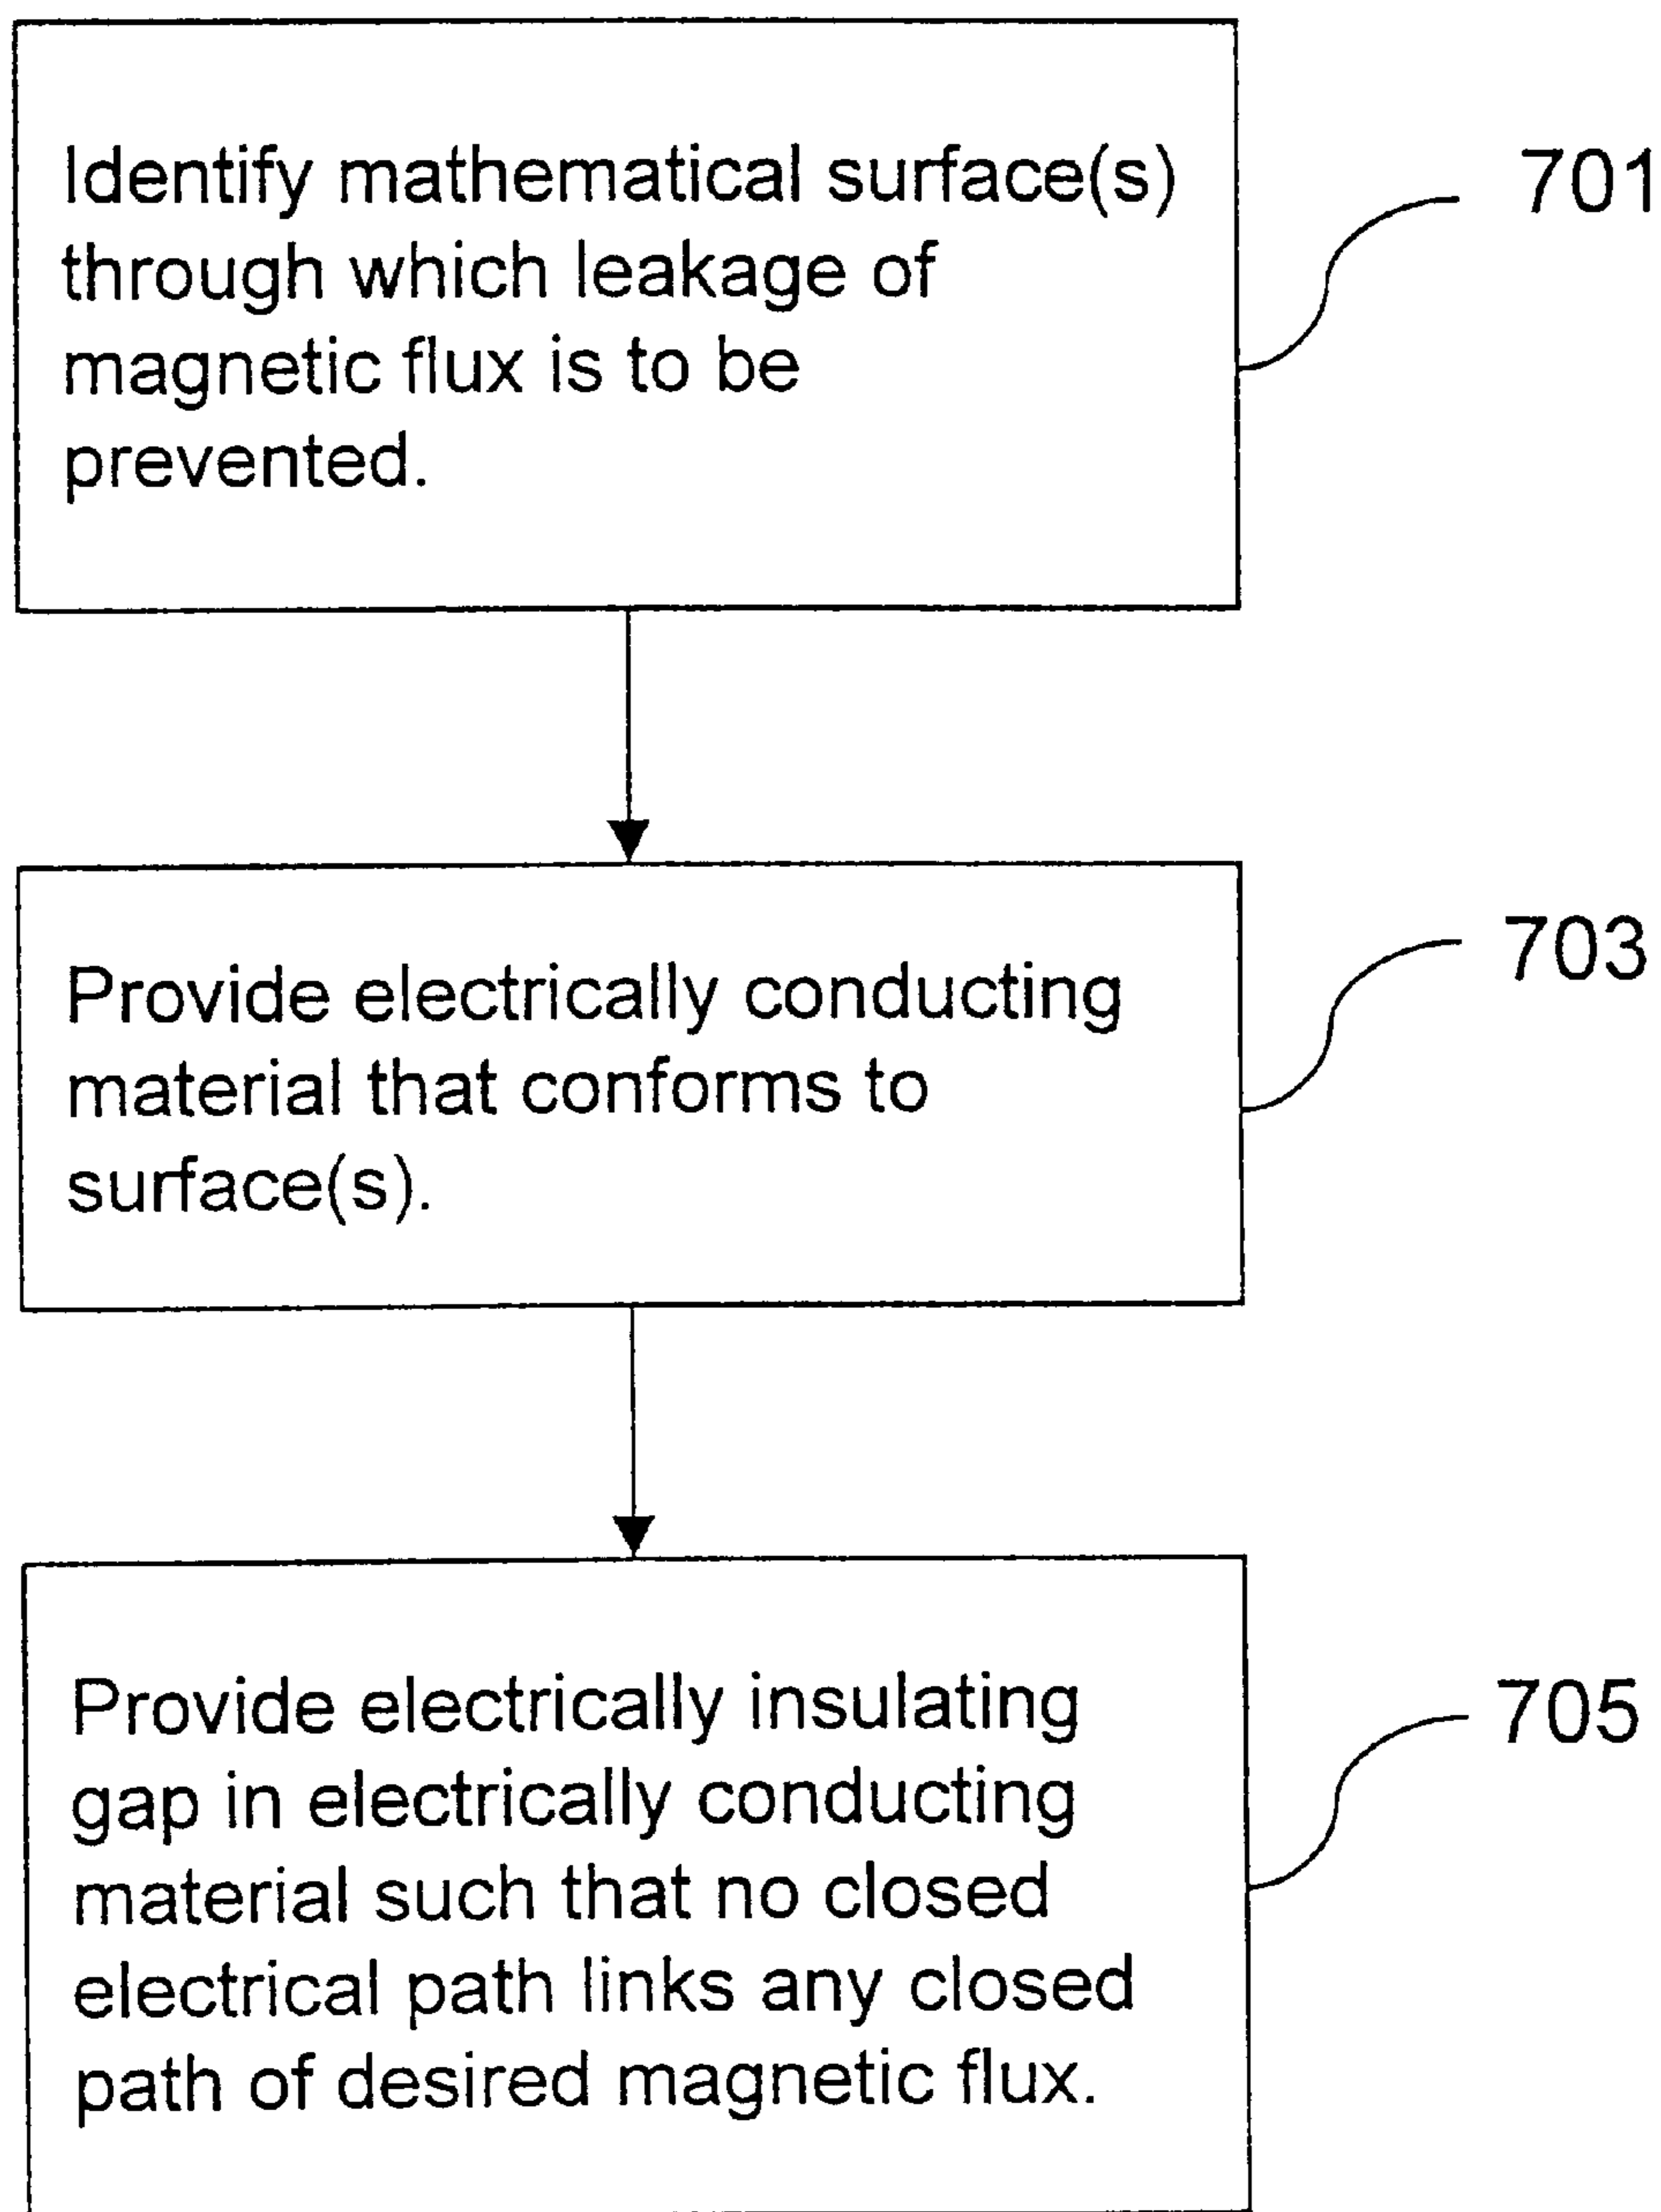 Identify mathematical surface(s)
through which leakage of
magnetic flux is to be
prevented.
701
Provide electrically conducting
material that conforms to
surface(s).
703
Provide electrically insulating
gap in electrically conducting
material such that no closed
electrical path links any closed
path of desired magnetic flux.
705